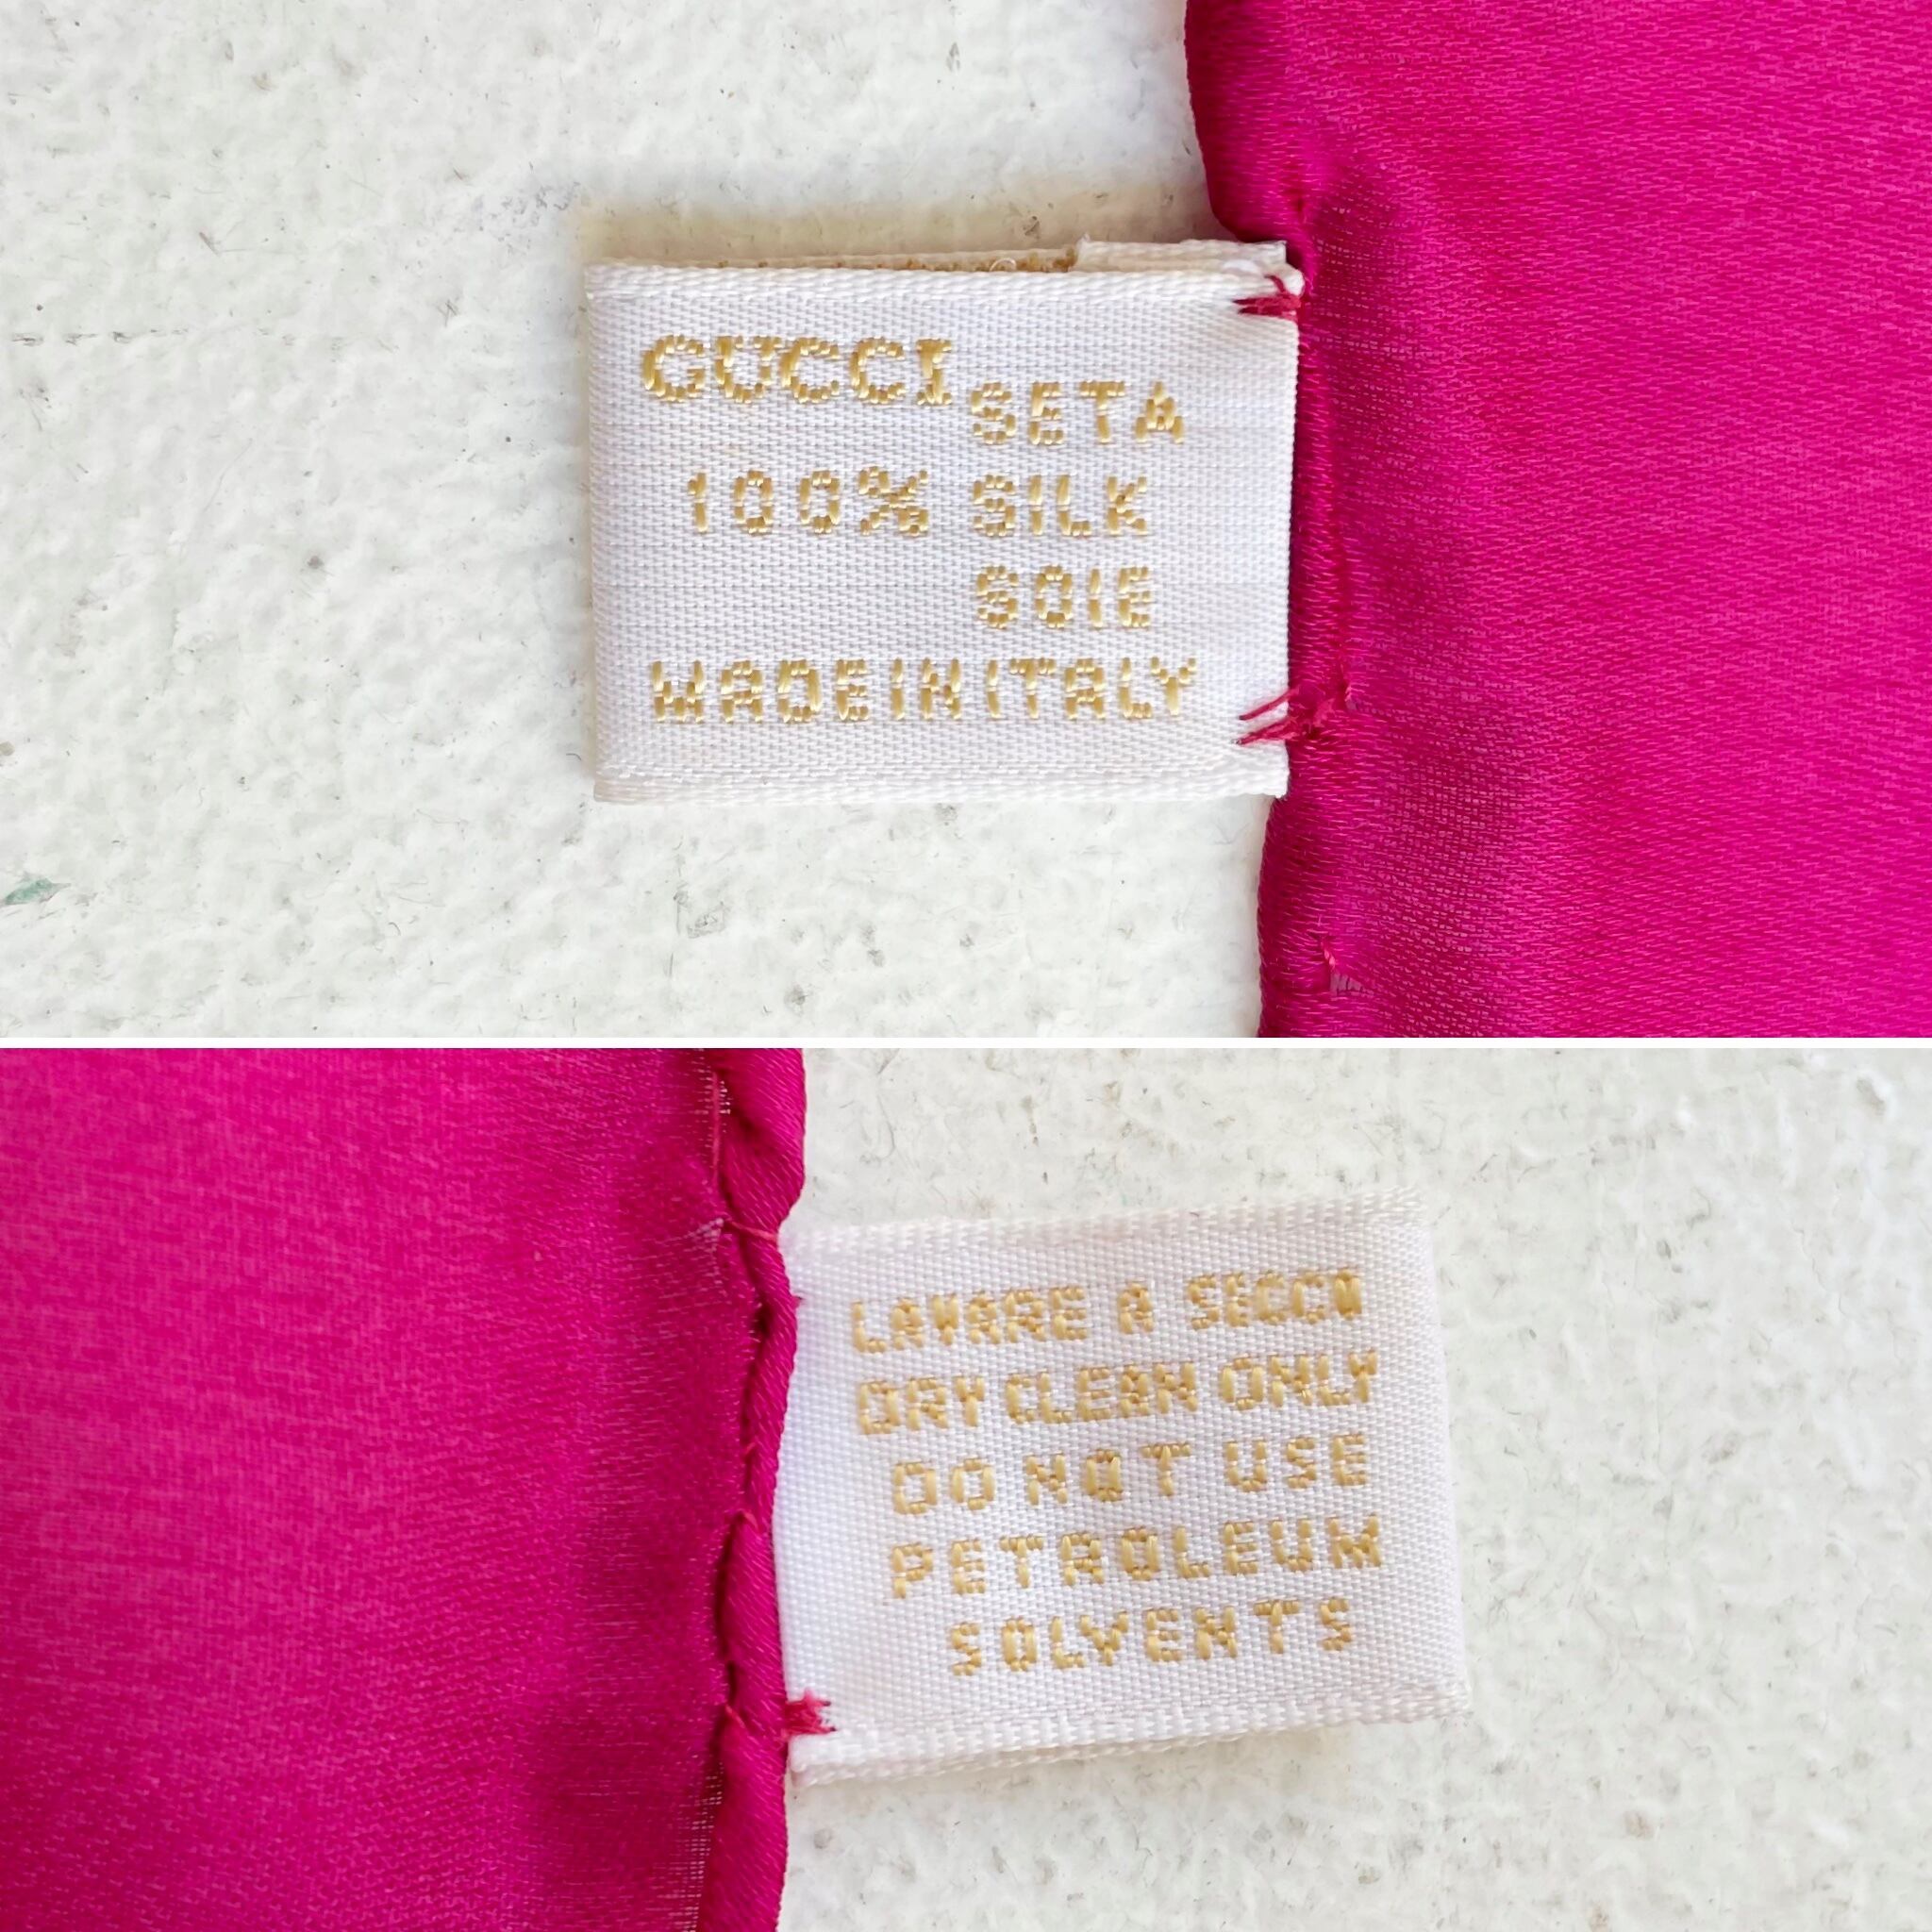 GUCCI SETA
100% SILK
SOIE
MADE IN ITALY
LAVARE A SECCO
DRY CLEAN ONLY
DO NOT USE
PETROLEUM
SOLVENTS